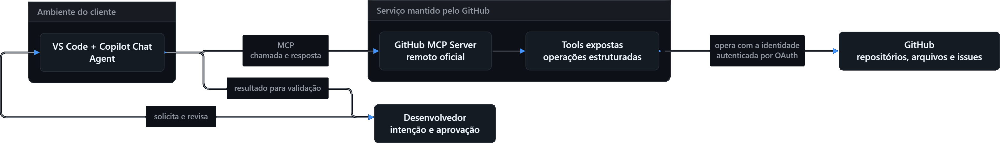 Ambiente do cliente
VS Code + Copilot Chat
Agent
MCP
chamada e resposta
resultado para validação
solicita e revisa
Serviço mantido pelo GitHub
GitHub MCP Server
remoto oficial
Tools expostas
operações estruturadas
opera com a identidade
autenticada por OAuth
GitHub
repositórios, arquivos e issues
Desenvolvedor
intenção e aprovação